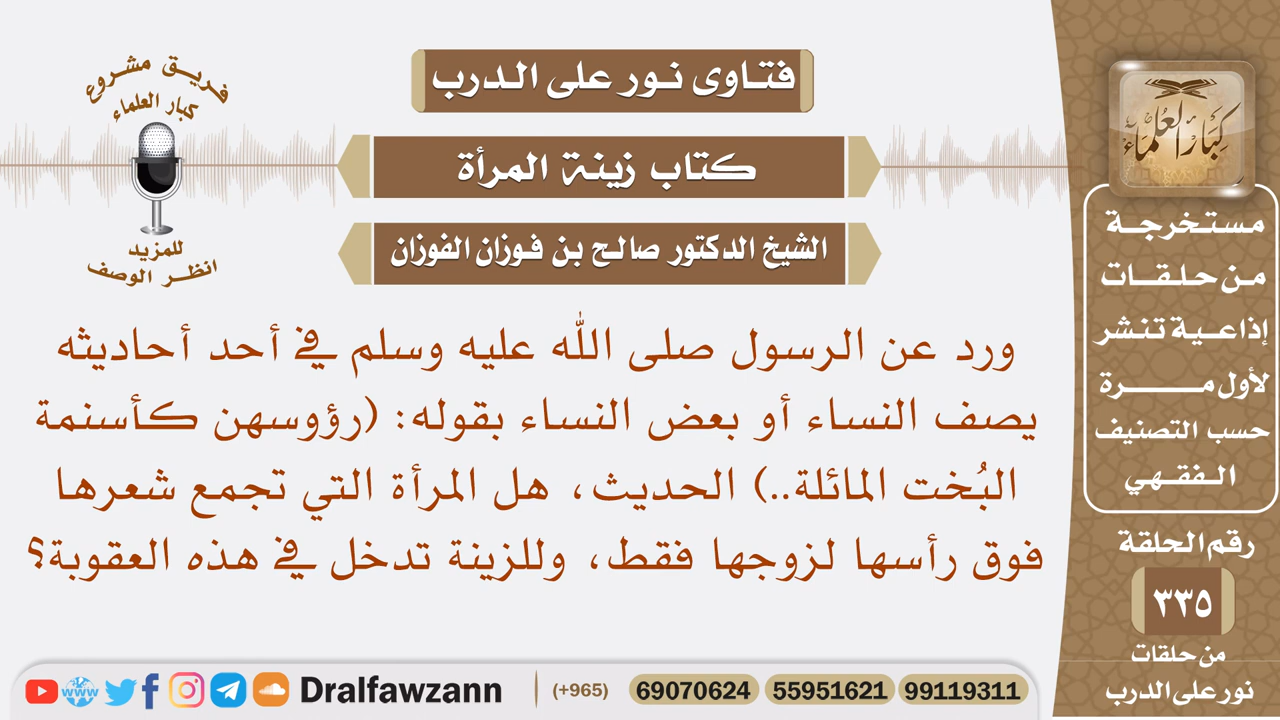 فتاوى نور على الدرب
كتاب زينة المرأة
الشيخ الدكتور صالح بن فوزان الفوزان
ورد عن الرسول صلى الله عليه وسلم في أحد أحاديثه
يصف النساء أو بعض النساء بقوله: (رؤوسهن كأسنمة
البُخت المائلة..) الحديث، هل المرأة التي تجمع شعرها
فوق رأسها لزوجها فقط، وللزينة تدخل في هذه العقوبة؟
كِبَارُ العُلَمَاء
مستخرجة
من حلقات
إذاعية تنشر
لأول مرة
حسب التصنيف
الفقهي
رقم الحلقة
٣٣٥
من حلقات
نور على الدرب
فريق مشروع
كبار العلماء
للمزيد
انظر الوصف
www
Dralfawzann
(+965)
69070624
55951621
99119311